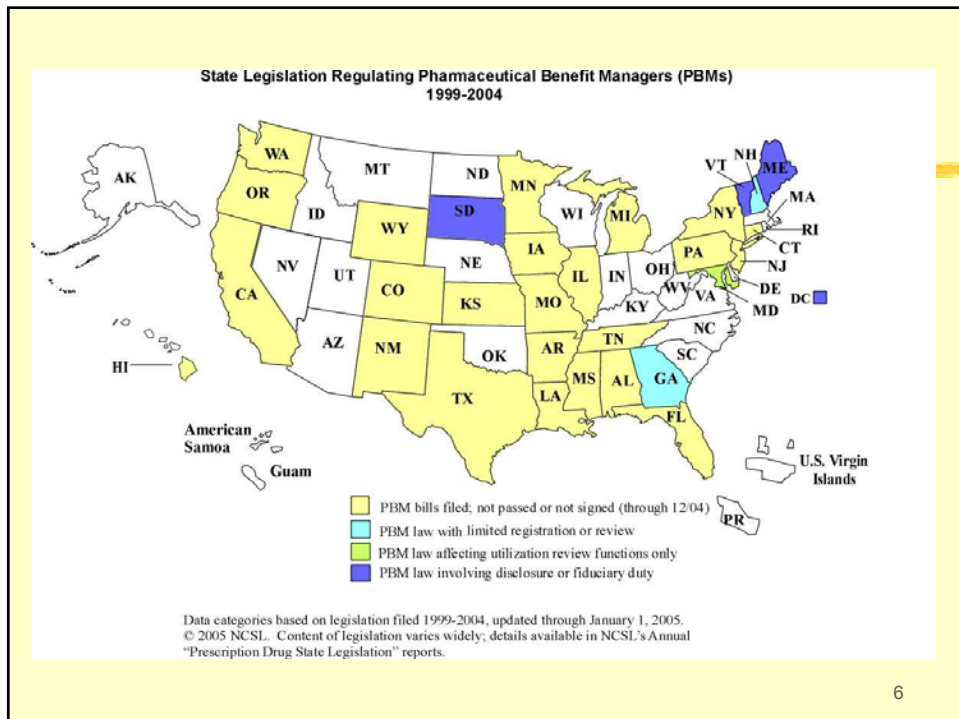 State Legislation Regulating Pharmaceutical Benefit Managers (PBMs)
1999-2004
AK
WA
OR
CA
HI
MT
ID
NV
UT
AZ
WY
CO
NM
ND
SD
NE
KS
OK
TX
MN
IA
MO
AR
LA
WI
IL
MS
MI
IN
KY
TN
AL
OH
WV
VA
NC
SC
GA
FL
PA
NY
VT
NH
ME
MA
RI
CT
NJ
DE
MD
DC
American
Samoa
Guam
U.S. Virgin
Islands
PR
PBM bills filed; not passed or not signed (through 12/04)
PBM law with limited registration or review
PBM law affecting utilization review functions only
PBM law involving disclosure or fiduciary duty
Data categories based on legislation filed 1999-2004, updated through January 1, 2005.
© 2005 NCSL. Content of legislation varies widely; details available in NCSL's Annual
“Prescription Drug State Legislation” reports.
6